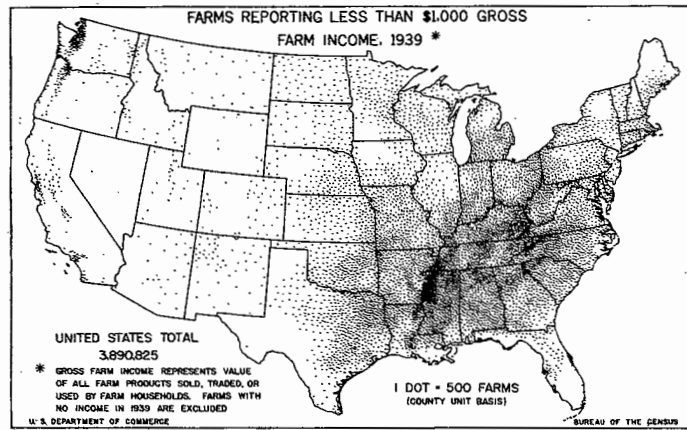 FARMS REPORTING LESS THAN $1,000 GROSS
FARM INCOME, 1939 *
UNITED STATES TOTAL
3,890,825
* GROSS FARM INCOME REPRESENTS VALUE
OF ALL FARM PRODUCTS SOLD, TRADED, OR
USED BY FARM HOUSEHOLDS. FARMS WITH
NO INCOME IN 1939 ARE EXCLUDED
U. S. DEPARTMENT OF COMMERCE
1 DOT = 500 FARMS
(COUNTY UNIT BASIS)
BUREAU OF THE CENSUS